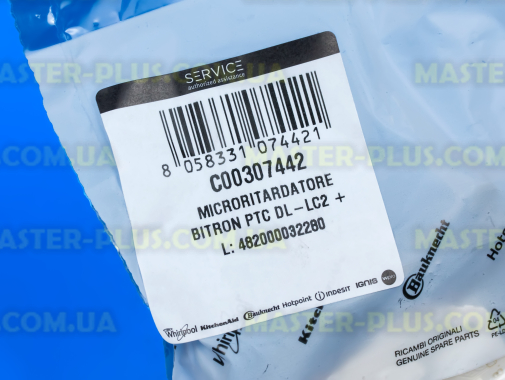 MASTER-PLUS.COM.UA
SERVICE
authorized assistance
8 058331 074421
C00307442
MICRORITARDATORE
BITRON PTC DL-LC2 +
L: 482000032280
Whirlpool KitchenAid Bauknecht Hotpoint indesit IGNIS
Bauknecht
RICAMBI ORIGINALI
GENUINE SPARE PARTS